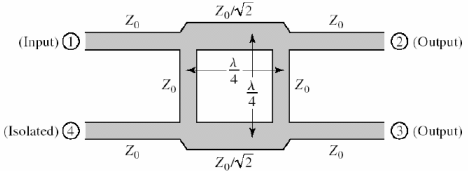 Z₀ Z₀/√2 Z₀
(Input) ① ② (Output)
Z₀ λ/4 λ/4 Z₀
(Isolated) ④ ③ (Output)
Z₀ Z₀/√2 Z₀